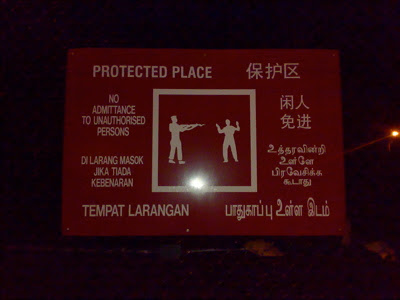 PROTECTED PLACE
保护区
NO
ADMITTANCE
TO UNAUTHORISED
PERSONS
闲人
免进
DI LARANG MASOK
JIKA TIADA
KEBENARAN
உத்தரவின்றி
உள்ளே
பிரவேசிக்க
கூடாது
TEMPAT LARANGAN
பாதுகாப்பு உள்ள இடம்